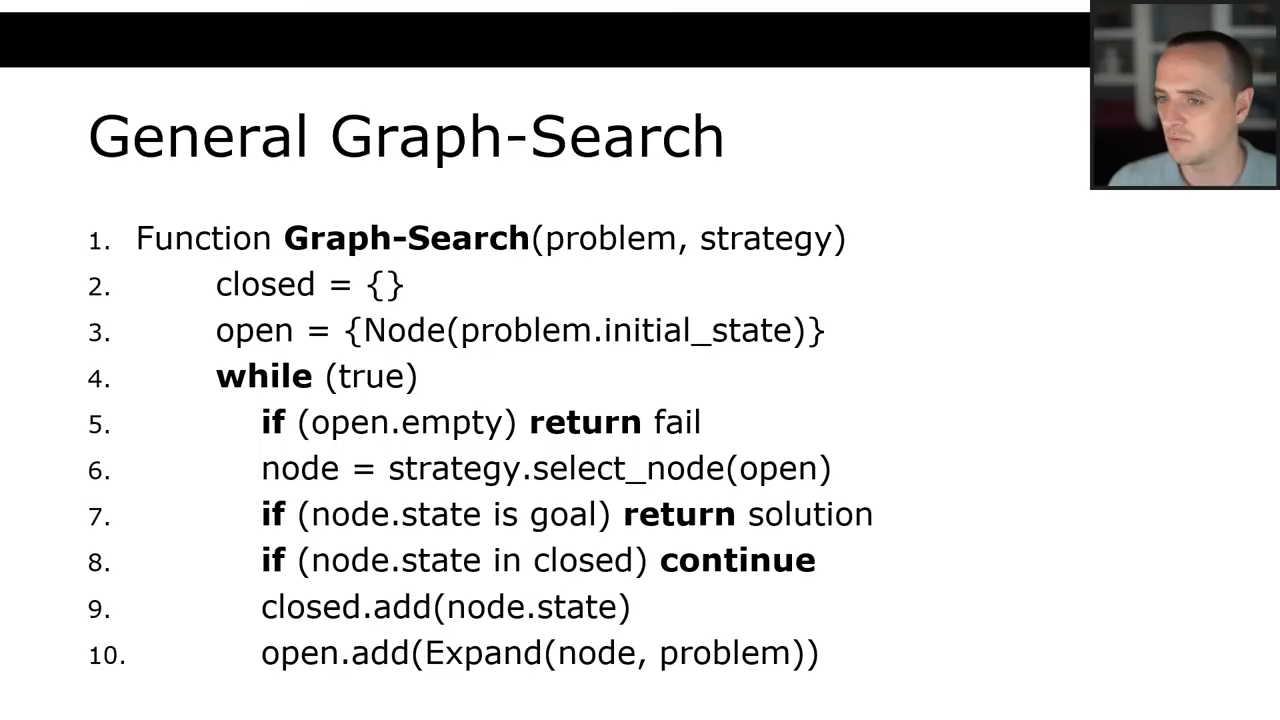 General Graph-Search
1. Function Graph-Search(problem, strategy)
2. closed = {}
3. open = {Node(problem.initial_state)}
4. while (true)
5. if (open.empty) return fail
6. node = strategy.select_node(open)
7. if (node.state is goal) return solution
8. if (node.state in closed) continue
9. closed.add(node.state)
10. open.add(Expand(node, problem))